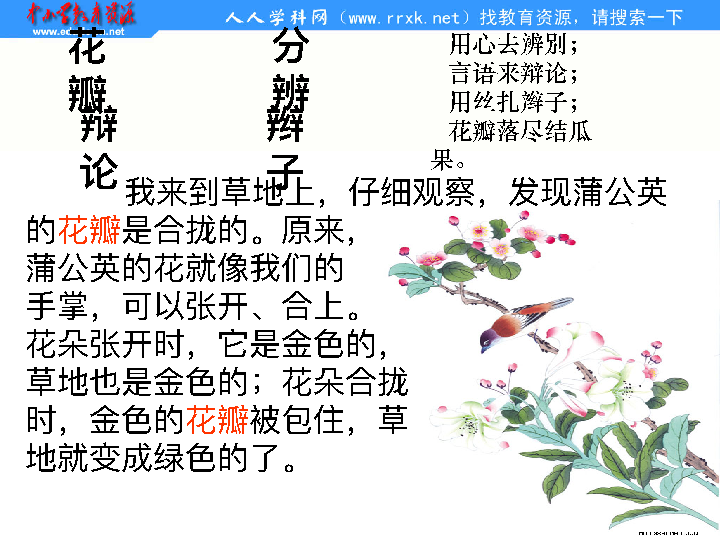 中小学教育资源
www.edudown.net
人人学科网（www.rrxk.net）找教育资源，请搜索一下
花瓣
分辨
辩论
辫子
用心去辨别；
言语来辩论；
用丝扎辫子；
花瓣落尽结瓜
果。
我来到草地上，仔细观察，发现蒲公英
的花瓣是合拢的。原来，
蒲公英的花就像我们的
手掌，可以张开、合上。
花朵张开时，它是金色的，
草地也是金色的；花朵合拢
时，金色的花瓣被包住，草
地就变成绿色的了。